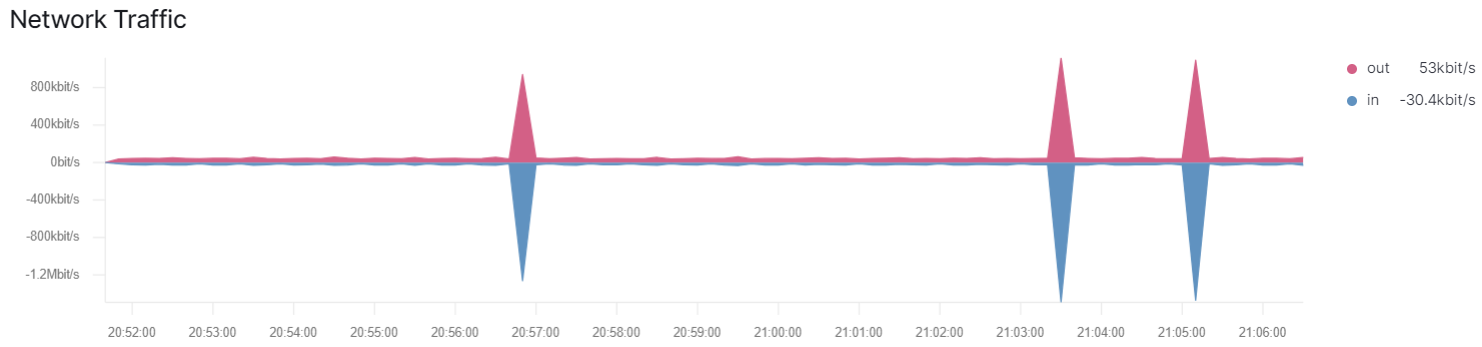 Network Traffic
out 53kbit/s
in -30.4kbit/s
800kbit/s
400kbit/s
0bit/s
-400kbit/s
-800kbit/s
-1.2Mbit/s
20:52:00 20:53:00 20:54:00 20:55:00 20:56:00 20:57:00 20:58:00 20:59:00 21:00:00 21:01:00 21:02:00 21:03:00 21:04:00 21:05:00 21:06:00